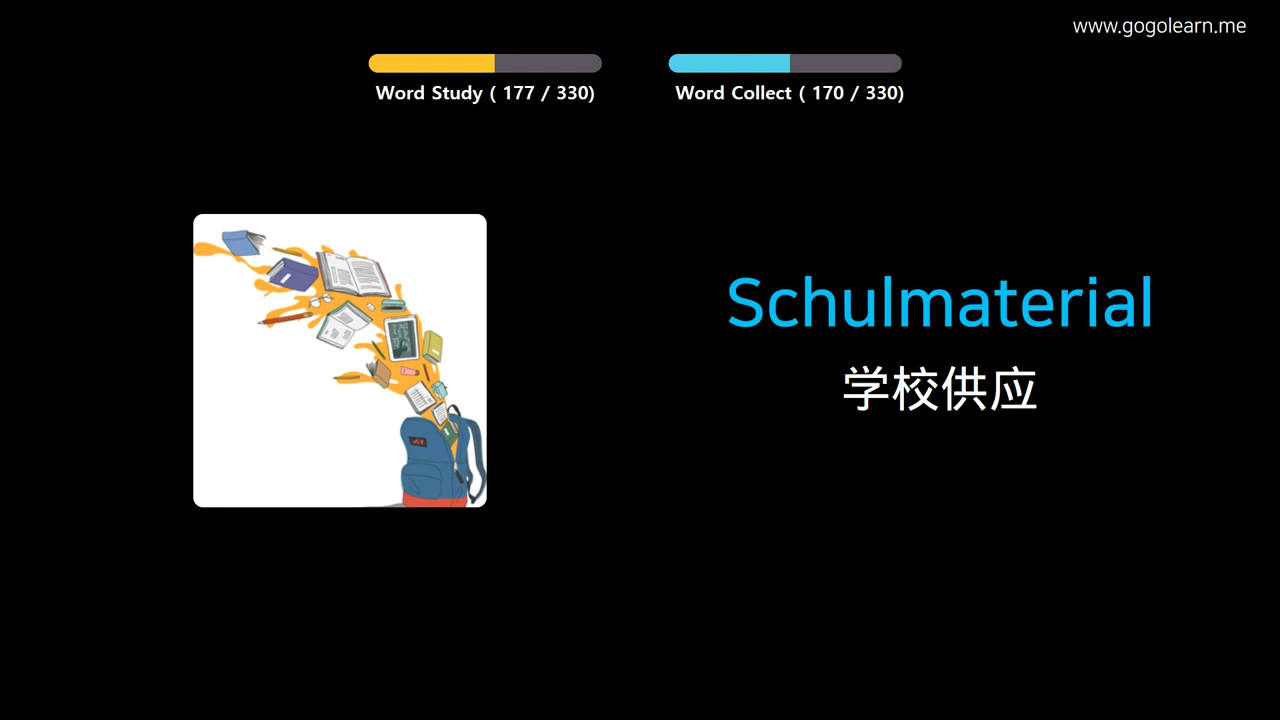 www.gogolearn.me
Word Study ( 177 / 330)
Word Collect ( 170 / 330)
Schulmaterial
学校供应